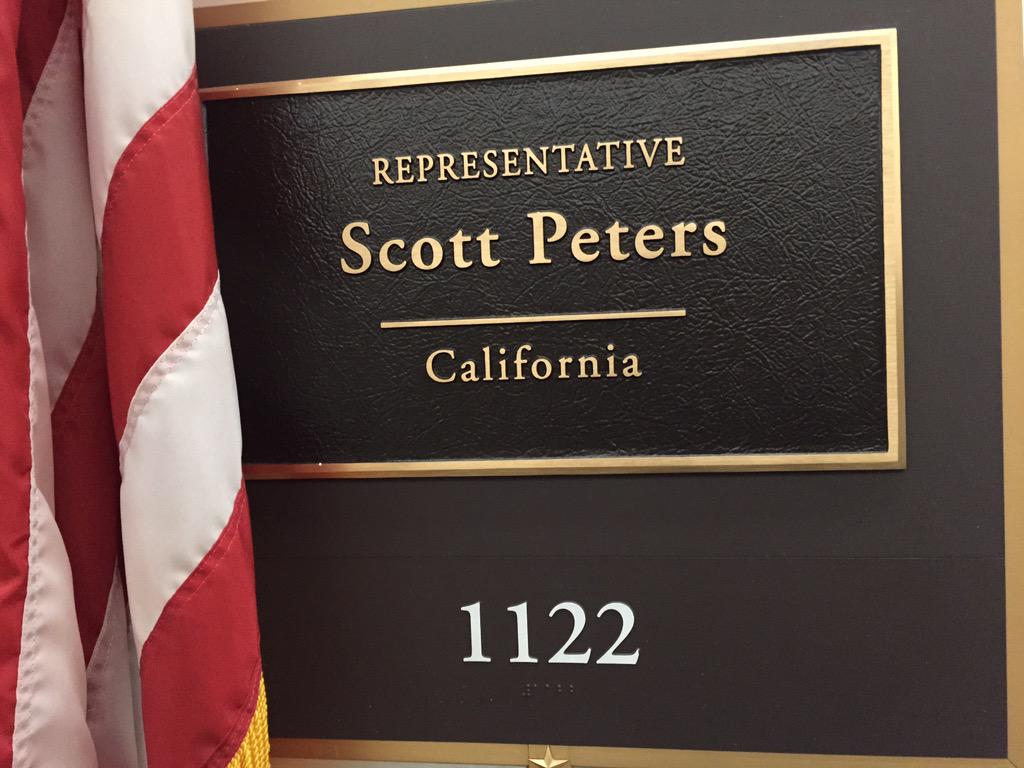 REPRESENTATIVE
Scott Peters
California
1122